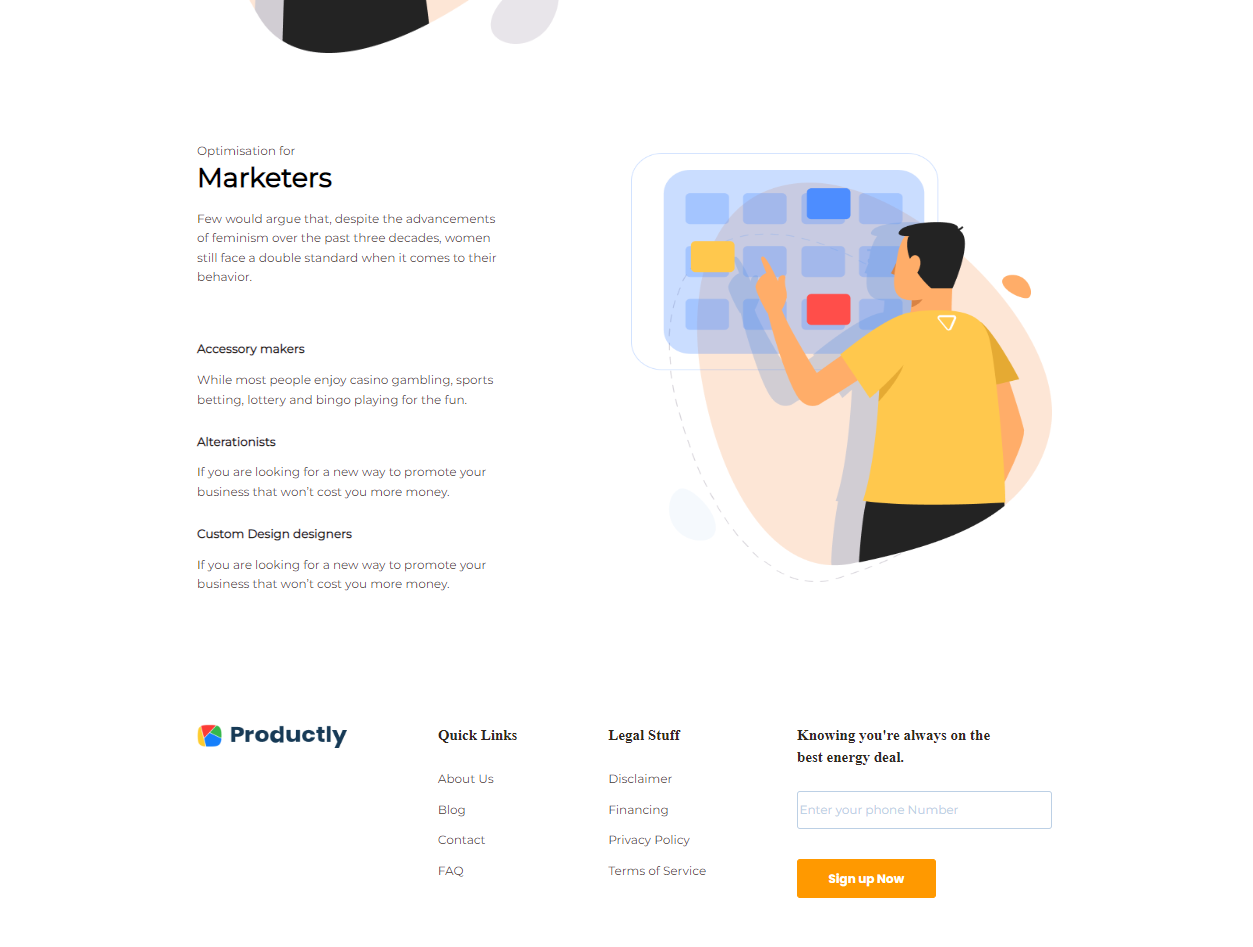 Optimisation for
Marketers
Few would argue that, despite the advancements
of feminism over the past three decades, women
still face a double standard when it comes to their
behavior.
Accessory makers
While most people enjoy casino gambling, sports
betting, lottery and bingo playing for the fun.
Alterationists
If you are looking for a new way to promote your
business that won't cost you more money.
Custom Design designers
If you are looking for a new way to promote your
business that won't cost you more money.
Productly
Quick Links
About Us
Blog
Contact
FAQ
Legal Stuff
Disclaimer
Financing
Privacy Policy
Terms of Service
Knowing you're always on the
best energy deal.
Enter your phone Number
Sign up Now